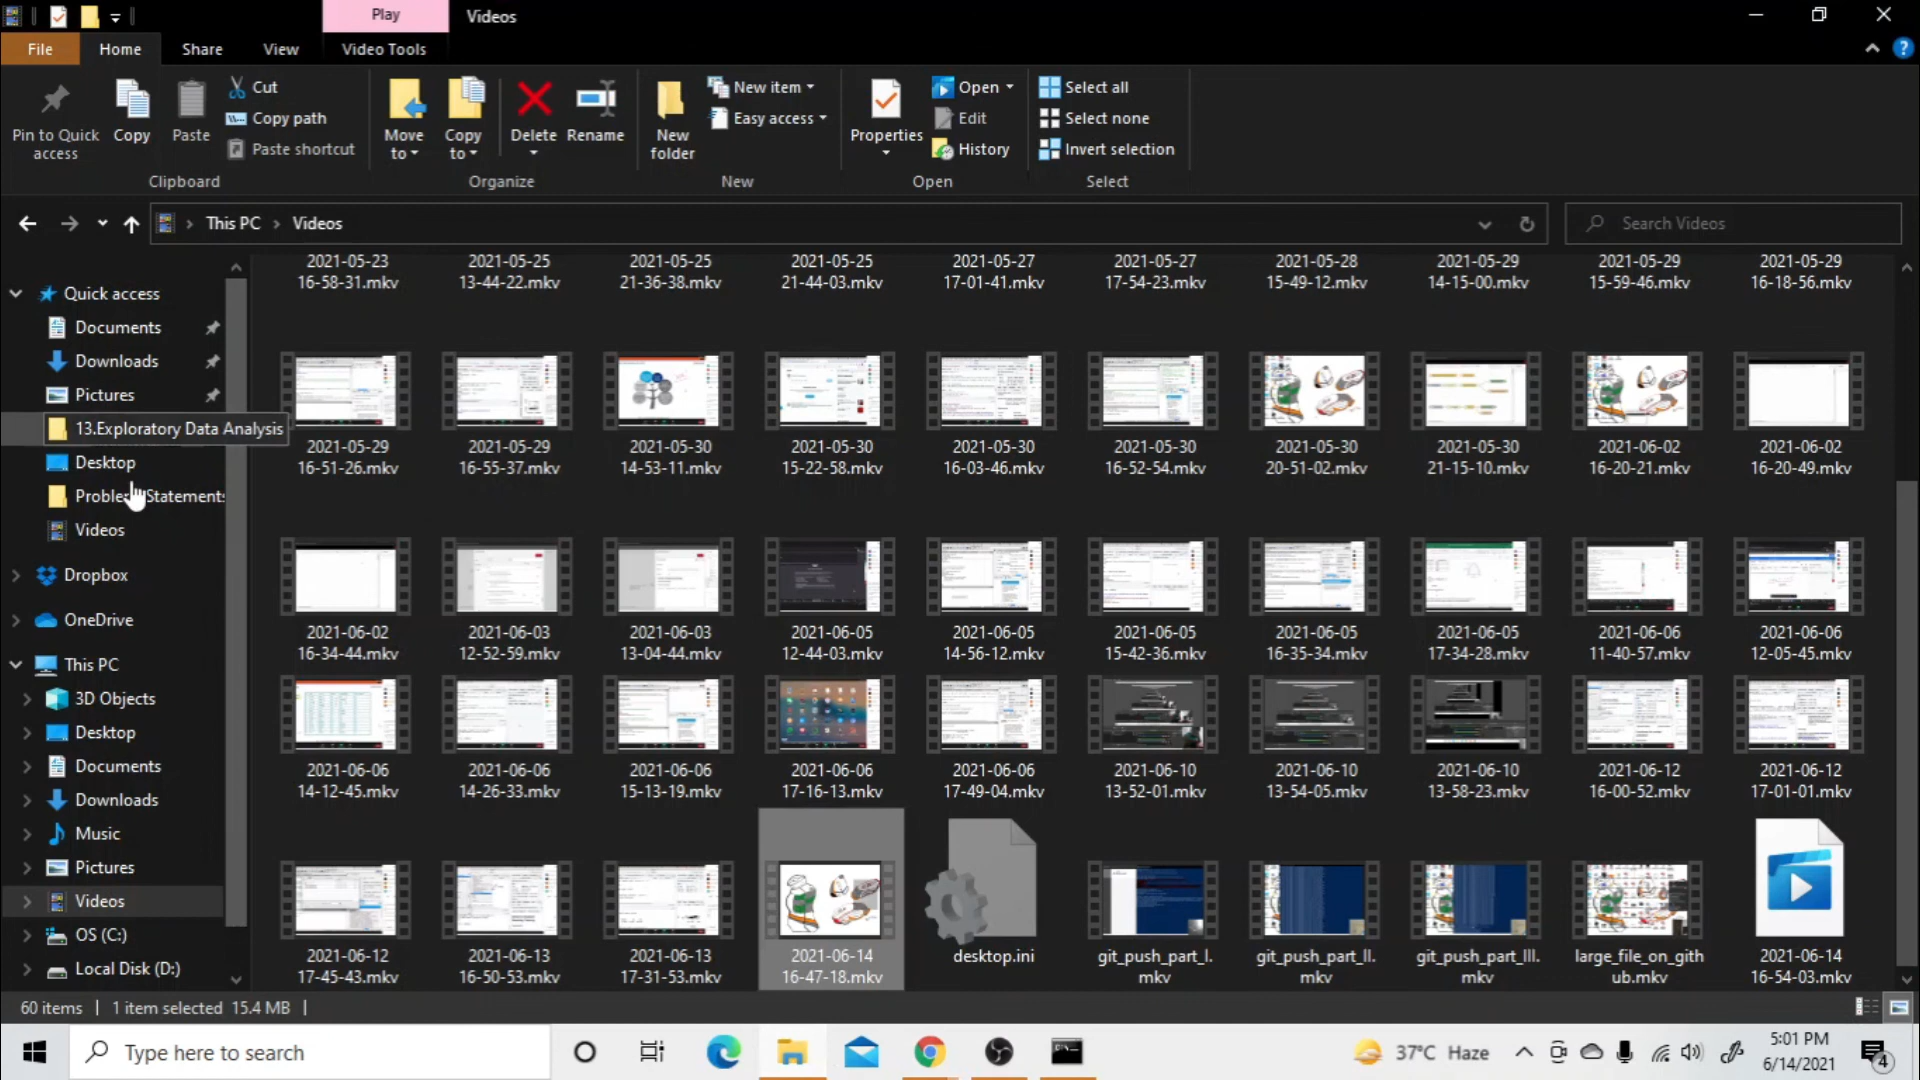 Play
Videos
File
Home
Share
View
Video Tools
Pin to Quick
access
Copy
Paste
Cut
Copy path
Paste shortcut
Clipboard
Move
to
Copy
to
Delete
Rename
Organize
New
folder
New item
Easy access
New
Properties
Open
Edit
History
Open
Select all
Select none
Invert selection
Select
This PC
Videos
Search Videos
Quick access
Documents
Downloads
Pictures
13.Exploratory Data Analysis
Desktop
Statements
Videos
Dropbox
OneDrive
This PC
3D Objects
Desktop
Documents
Downloads
Music
Pictures
Videos
OS (C:)
Local Disk (D:)
2021-05-23
16-58-31.mkv
2021-05-25
13-44-22.mkv
2021-05-25
21-36-38.mkv
2021-05-25
21-44-03.mkv
2021-05-27
17-01-41.mkv
2021-05-27
17-54-23.mkv
2021-05-28
15-49-12.mkv
2021-05-29
14-15-00.mkv
2021-05-29
15-59-46.mkv
2021-05-29
16-18-56.mkv
2021-05-29
16-51-26.mkv
2021-05-29
16-55-37.mkv
2021-05-30
14-53-11.mkv
2021-05-30
15-22-58.mkv
2021-05-30
16-03-46.mkv
2021-05-30
16-52-54.mkv
2021-05-30
20-51-02.mkv
2021-05-30
21-15-10.mkv
2021-06-02
16-20-21.mkv
2021-06-02
16-20-49.mkv
2021-06-02
16-34-44.mkv
2021-06-03
12-52-59.mkv
2021-06-03
13-04-44.mkv
2021-06-05
12-44-03.mkv
2021-06-05
14-56-12.mkv
2021-06-05
15-42-36.mkv
2021-06-05
16-35-34.mkv
2021-06-05
17-34-28.mkv
2021-06-06
11-40-57.mkv
2021-06-06
12-05-45.mkv
2021-06-06
14-12-45.mkv
2021-06-06
14-26-33.mkv
2021-06-06
15-13-19.mkv
2021-06-06
17-16-13.mkv
2021-06-06
17-49-04.mkv
2021-06-10
13-52-01.mkv
2021-06-10
13-54-05.mkv
2021-06-10
13-58-23.mkv
2021-06-12
16-00-52.mkv
2021-06-12
17-01-01.mkv
2021-06-12
17-45-43.mkv
2021-06-13
16-50-53.mkv
2021-06-13
17-31-53.mkv
2021-06-14
16-47-18.mkv
desktop.ini
git_push_part_I.
mkv
git_push_part_II.
mkv
git_push_part_III.
mkv
large_file_on_gith
ub.mkv
2021-06-14
16-54-03.mkv
60 items
1 item selected 15.4 MB
Type here to search
37°C Haze
5:01 PM
6/14/2021
4